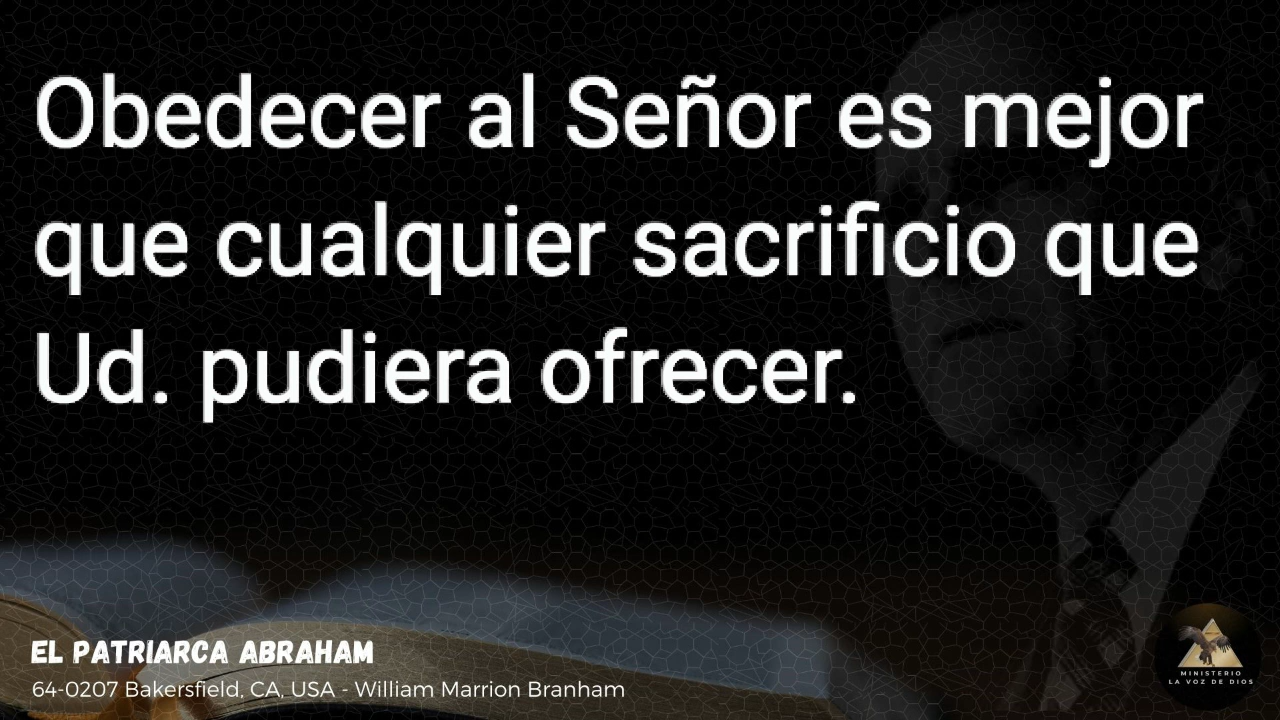 Obedecer al Señor es mejor
que cualquier sacrificio que
Ud. pudiera ofrecer.
EL PATRIARCA ABRAHAM
64-0207 Bakersfield, CA, USA - William Marrion Branham
MINISTERIO
LA VOZ DE DIOS